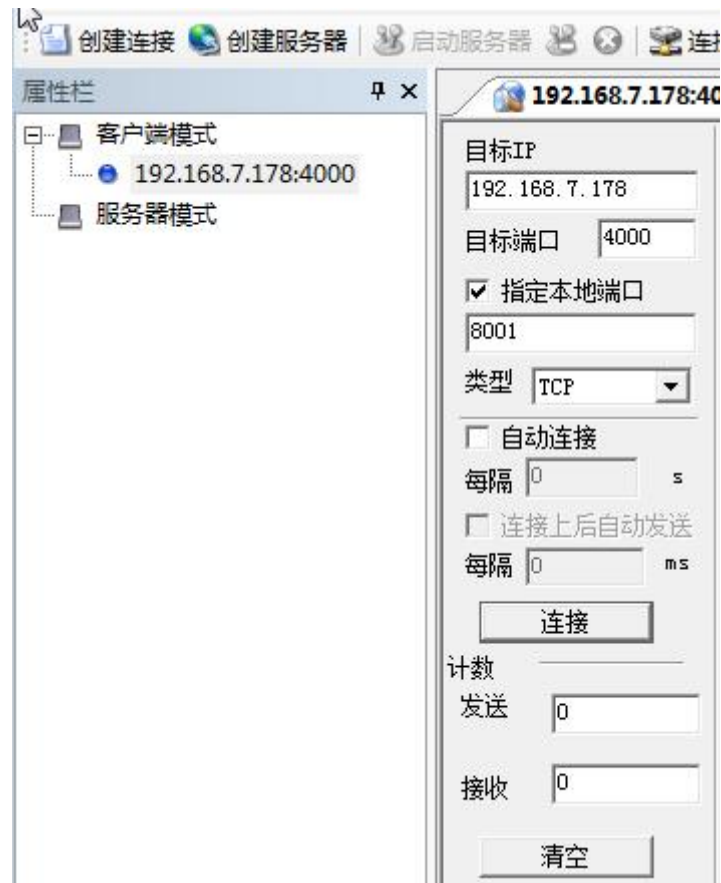 创建连接 创建服务器 启动服务器 连接
属性栏
192.168.7.178:40
客户端模式
192.168.7.178:4000
服务器模式
目标IP
192.168.7.178
目标端口 4000
指定本地端口
8001
类型 TCP
自动连接
每隔 0 s
连接上后自动发送
每隔 0 ms
连接
计数
发送 0
接收 0
清空